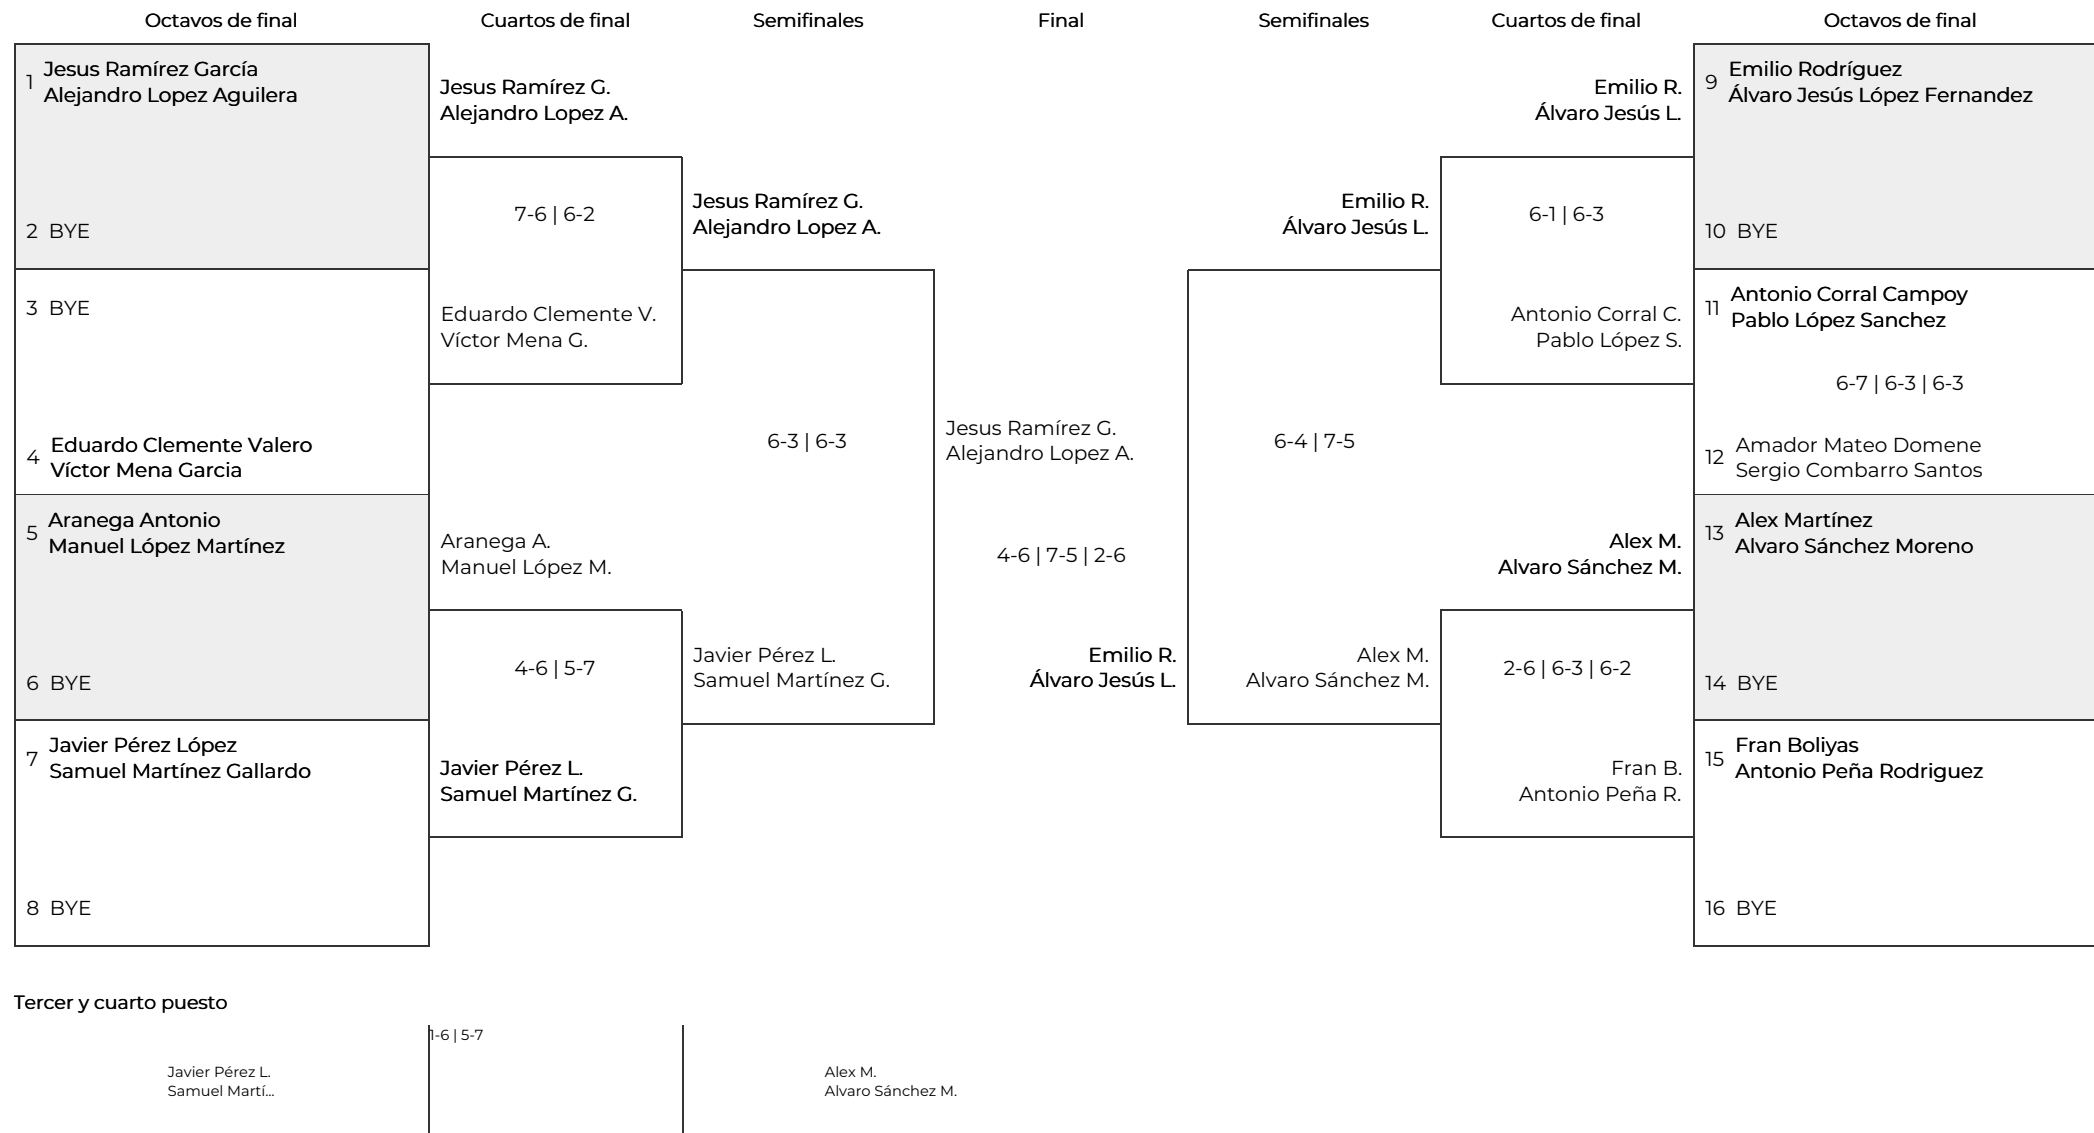 Octavos de final
Cuartos de final
Semifinales
Final
Semifinales
Cuartos de final
Octavos de final
1
Jesus Ramírez García
Alejandro Lopez Aguilera
2 BYE
3 BYE
4
Eduardo Clemente Valero
Víctor Mena Garcia
5
Aranega Antonio
Manuel López Martínez
6 BYE
7
Javier Pérez López
Samuel Martínez Gallardo
8 BYE
Jesus Ramírez G.
Alejandro Lopez A.
7-6 | 6-2
Eduardo Clemente V.
Víctor Mena G.
Aranega A.
Manuel López M.
4-6 | 5-7
Javier Pérez L.
Samuel Martínez G.
Jesus Ramírez G.
Alejandro Lopez A.
6-3 | 6-3
Javier Pérez L.
Samuel Martínez G.
Jesus Ramírez G.
Alejandro Lopez A.
4-6 | 7-5 | 2-6
Emilio R.
Álvaro Jesús L.
Emilio R.
Álvaro Jesús L.
6-4 | 7-5
Alex M.
Alvaro Sánchez M.
Emilio R.
Álvaro Jesús L.
6-1 | 6-3
Antonio Corral C.
Pablo López S.
Alex M.
Alvaro Sánchez M.
2-6 | 6-3 | 6-2
Fran B.
Antonio Peña R.
9
Emilio Rodríguez
Álvaro Jesús López Fernandez
10 BYE
11
Antonio Corral Campoy
Pablo López Sanchez
6-7 | 6-3 | 6-3
12
Amador Mateo Domene
Sergio Combarro Santos
13
Alex Martínez
Alvaro Sánchez Moreno
14 BYE
15
Fran Boliyas
Antonio Peña Rodriguez
16 BYE
Tercer y cuarto puesto
Javier Pérez L.
Samuel Martí...
1-6 | 5-7
Alex M.
Alvaro Sánchez M.